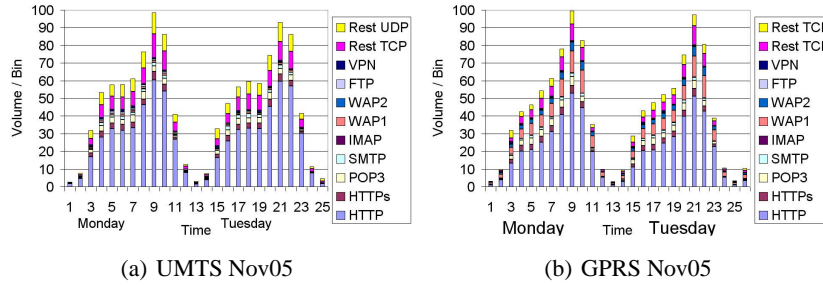 100
90
80
70
60
50
40
30
20
10
0
Volume / Bin
1 3 5 7 9 11 13 15 17 19 21 23 25
Monday Time Tuesday
Rest UDP
Rest TCP
VPN
FTP
WAP2
WAP1
IMAP
SMTP
POP3
HTTPs
HTTP
(a) UMTS Nov05
100
90
80
70
60
50
40
30
20
10
0
Volume / Bin
1 3 5 7 9 11 13 15 17 19 21 23 25
Monday Time Tuesday
Rest TCP
Rest TCP
VPN
FTP
WAP2
WAP1
IMAP
SMTP
POP3
HTTPs
HTTP
(b) GPRS Nov05